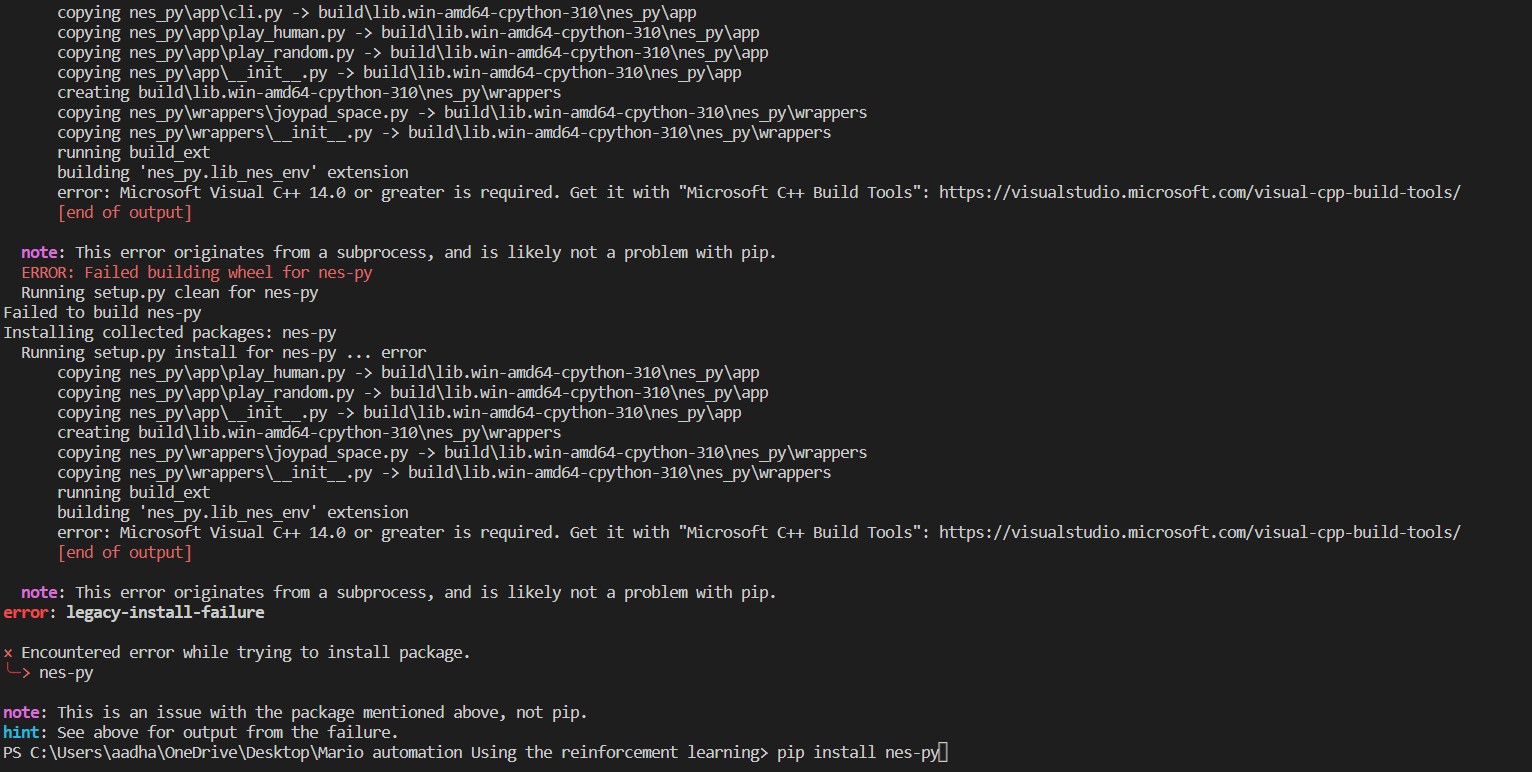 copying nes_py\app\cli.py -> build\lib.win-amd64-cpython-310\nes_py\app
copying nes_py\app\play_human.py -> build\lib.win-amd64-cpython-310\nes_py\app
copying nes_py\app\play_random.py -> build\lib.win-amd64-cpython-310\nes_py\app
copying nes_py\app\__init__.py -> build\lib.win-amd64-cpython-310\nes_py\app
creating build\lib.win-amd64-cpython-310\nes_py\wrappers
copying nes_py\wrappers\joypad_space.py -> build\lib.win-amd64-cpython-310\nes_py\wrappers
copying nes_py\wrappers\__init__.py -> build\lib.win-amd64-cpython-310\nes_py\wrappers
running build_ext
building 'nes_py.lib_nes_env' extension
error: Microsoft Visual C++ 14.0 or greater is required. Get it with "Microsoft C++ Build Tools": https://visualstudio.microsoft.com/visual-cpp-build-tools/
[end of output]
note: This error originates from a subprocess, and is likely not a problem with pip.
ERROR: Failed building wheel for nes-py
Running setup.py clean for nes-py
Failed to build nes-py
Installing collected packages: nes-py
Running setup.py install for nes-py ... error
copying nes_py\app\play_human.py -> build\lib.win-amd64-cpython-310\nes_py\app
copying nes_py\app\play_random.py -> build\lib.win-amd64-cpython-310\nes_py\app
copying nes_py\app\__init__.py -> build\lib.win-amd64-cpython-310\nes_py\app
creating build\lib.win-amd64-cpython-310\nes_py\wrappers
copying nes_py\wrappers\joypad_space.py -> build\lib.win-amd64-cpython-310\nes_py\wrappers
copying nes_py\wrappers\__init__.py -> build\lib.win-amd64-cpython-310\nes_py\wrappers
running build_ext
building 'nes_py.lib_nes_env' extension
error: Microsoft Visual C++ 14.0 or greater is required. Get it with "Microsoft C++ Build Tools": https://visualstudio.microsoft.com/visual-cpp-build-tools/
[end of output]
note: This error originates from a subprocess, and is likely not a problem with pip.
error: legacy-install-failure
× Encountered error while trying to install package.
╰─> nes-py
note: This is an issue with the package mentioned above, not pip.
hint: See above for output from the failure.
PS C:\Users\aadha\OneDrive\Desktop\Mario automation Using the reinforcement learning> pip install nes-py